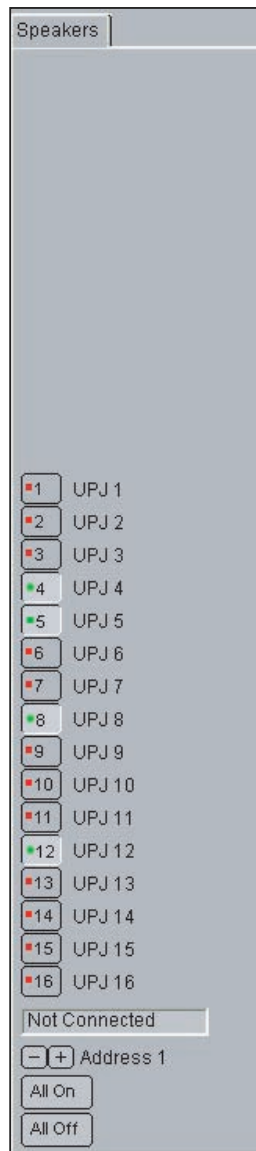 Speakers
1 UPJ 1
2 UPJ 2
3 UPJ 3
4 UPJ 4
5 UPJ 5
6 UPJ 6
7 UPJ 7
8 UPJ 8
9 UPJ 9
10 UPJ 10
11 UPJ 11
12 UPJ 12
13 UPJ 13
14 UPJ 14
15 UPJ 15
16 UPJ 16
Not Connected
- + Address 1
All On
All Off